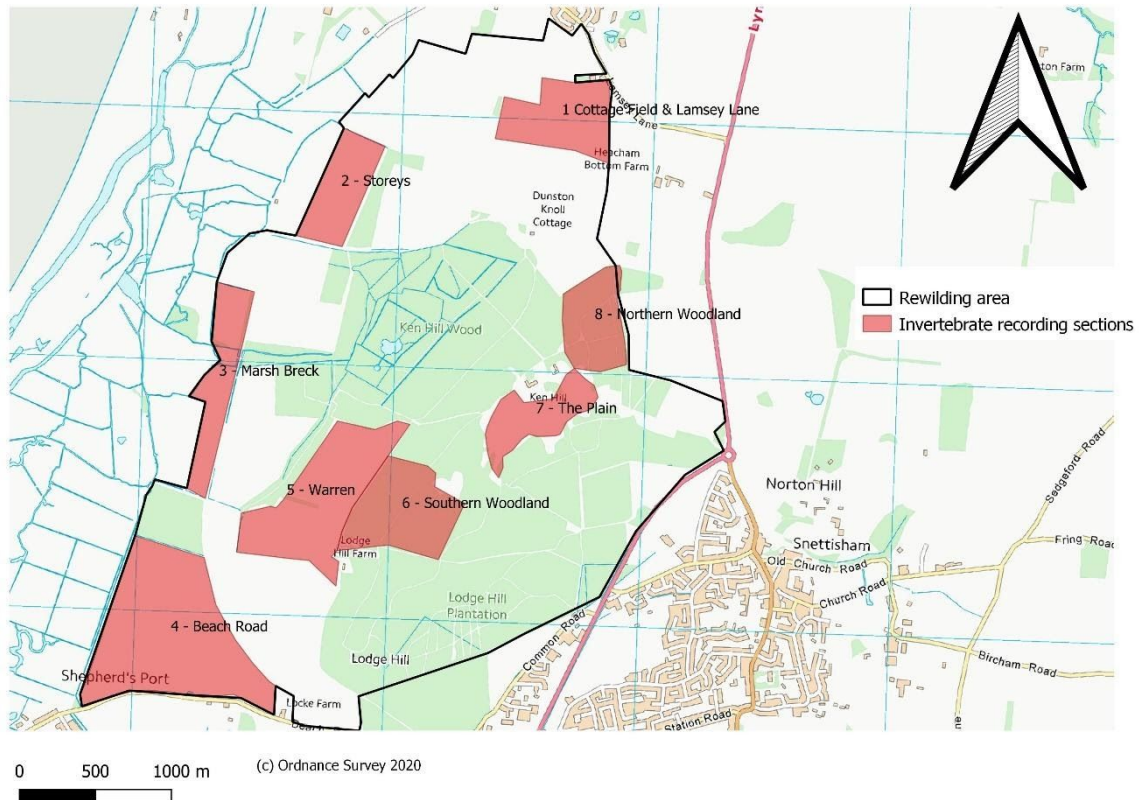 Lyn
ston Farm
Lamsey Lane
1 Cottage Field & Lamsey Lane
Heacham
Bottom Farm
2 - Storeys
Dunston
Knoll
Cottage
Rewilding area
Invertebrate recording sections
8 - Northern Woodland
Ken Hill Wood
3 - Marsh Breck
Ken Hill
7 - The Plain
Sedgeford Road
5 - Warren
6 - Southern Woodland
Norton Hill
Lodge
Hill Farm
Snettisham
Fring Road
Old Church Road
Church Road
Lodge Hill
Plantation
4 - Beach Road
Common Road
Lodge Hill
Bircham Road
Shepherd's Port
Locke Farm
Station Road
0 500 1000 m
(c) Ordnance Survey 2020